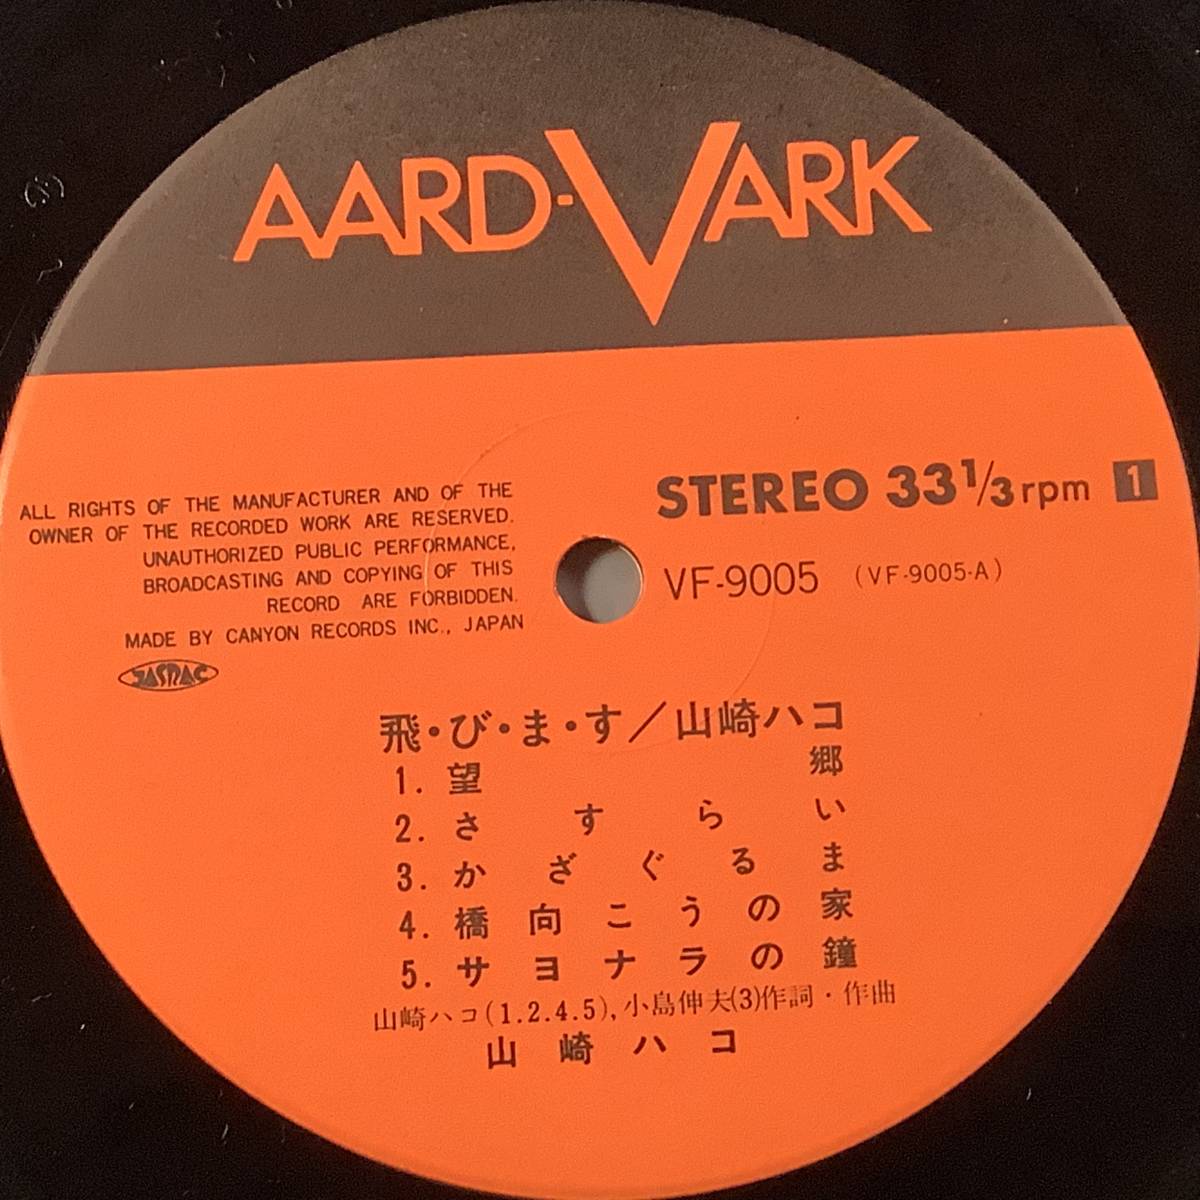 AARD-VARK
STEREO 33 1/3 rpm 1
VF-9005 (VF-9005-A)
ALL RIGHTS OF THE MANUFACTURER AND OF THE
OWNER OF THE RECORDED WORK ARE RESERVED.
UNAUTHORIZED PUBLIC PERFORMANCE,
BROADCASTING AND COPYING OF THIS
RECORD ARE FORBIDDEN.
MADE BY CANYON RECORDS INC., JAPAN
JASRAC
飛・び・ま・す／山崎ハコ
1. 望郷
2. さすらい
3. かざぐるま
4. 橋向こうの家
5. サヨナラの鐘
山崎ハコ(1.2.4.5),小島伸夫(3)作詞・作曲
山崎ハコ